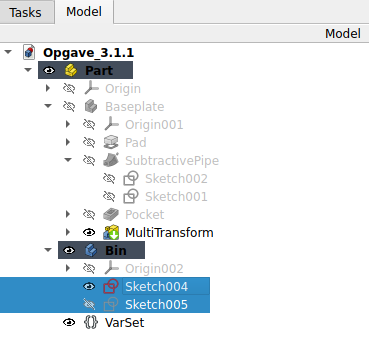 Tasks Model
Model
Opgave_3.1.1
Part
Origin
Baseplate
Origin001
Pad
SubtractivePipe
Sketch002
Sketch001
Pocket
MultiTransform
Bin
Origin002
Sketch004
Sketch005
VarSet